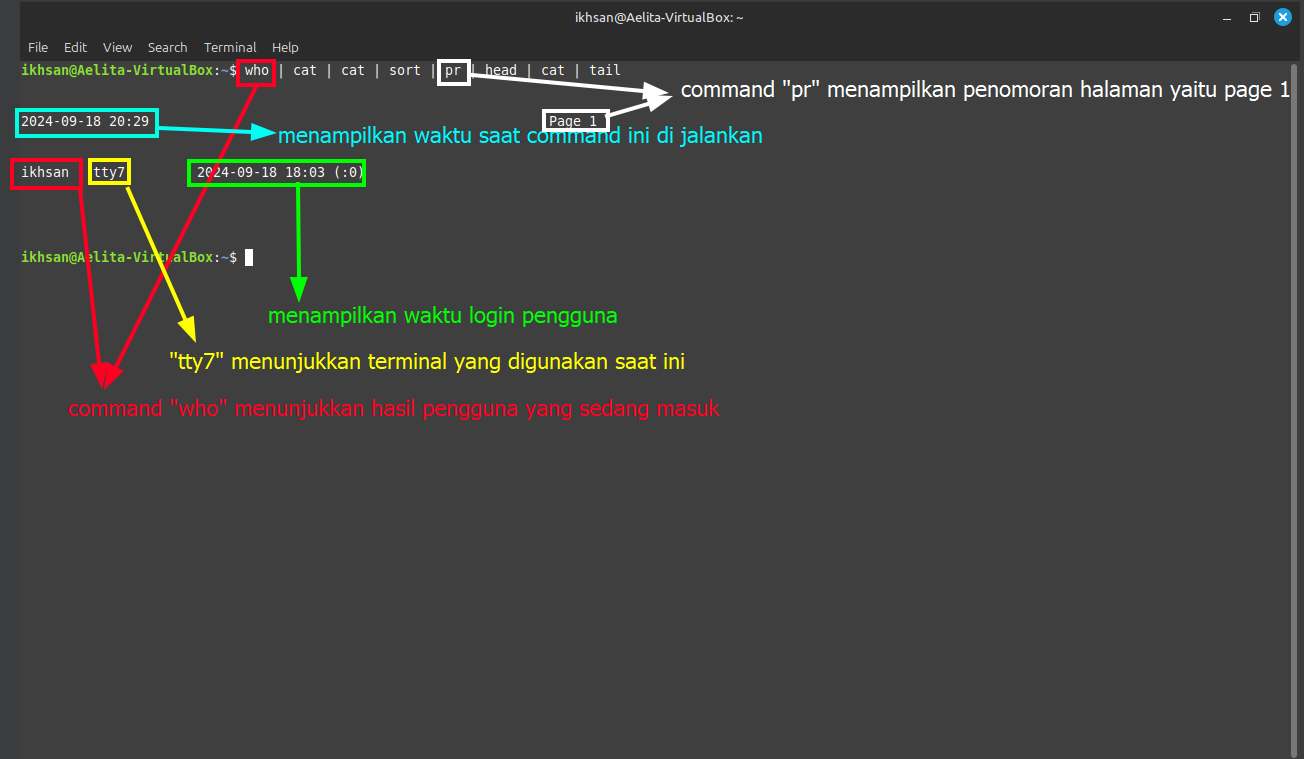 ikhsan@Aelita-VirtualBox: ~
File Edit View Search Terminal Help
ikhsan@Aelita-VirtualBox:~$ who | cat | cat | sort | pr | head | cat | tail
command "pr" menampilkan penomoran halaman yaitu page 1
2024-09-18 20:29 Page 1
menampilkan waktu saat command ini di jalankan
ikhsan tty7 2024-09-18 18:03 (:0)
ikhsan@Aelita-VirtualBox:~$
menampilkan waktu login pengguna
"tty7" menunjukkan terminal yang digunakan saat ini
command "who" menunjukkan hasil pengguna yang sedang masuk